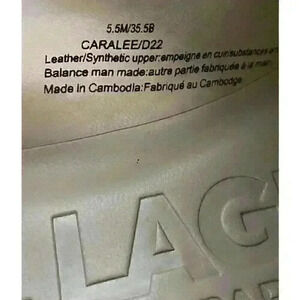 5.5M/35.5B
CARALEE/D22
Leather/Synthetic upper:empeigne en cuir/substances
Balance man made:autre partie fabriquée à la main
Made in Cambodia:Fabriqué au Cambodge
LAG